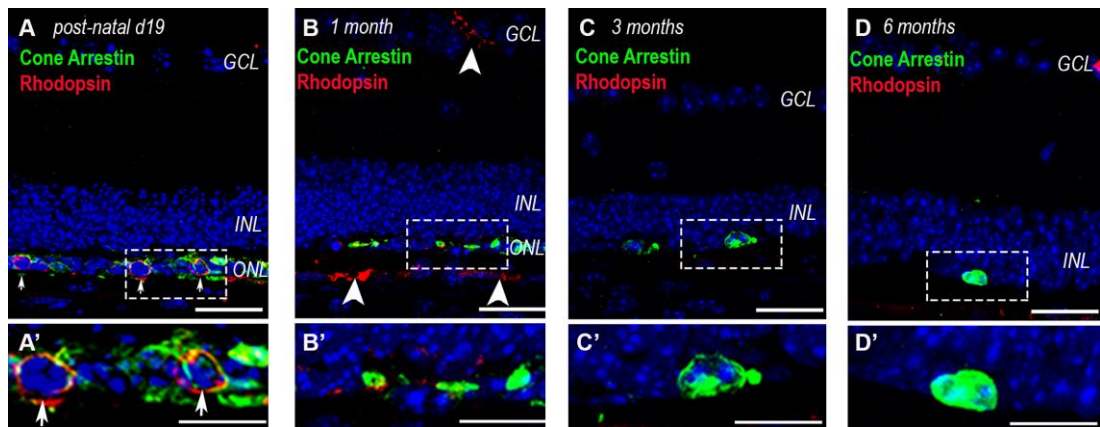 A post-natal d19
Cone Arrestin
Rhodopsin
GCL
INL
ONL
A'
B 1 month
Cone Arrestin
Rhodopsin
GCL
INL
ONL
B'
C 3 months
Cone Arrestin
Rhodopsin
GCL
INL
C'
D 6 months
Cone Arrestin
Rhodopsin
GCL
INL
D'